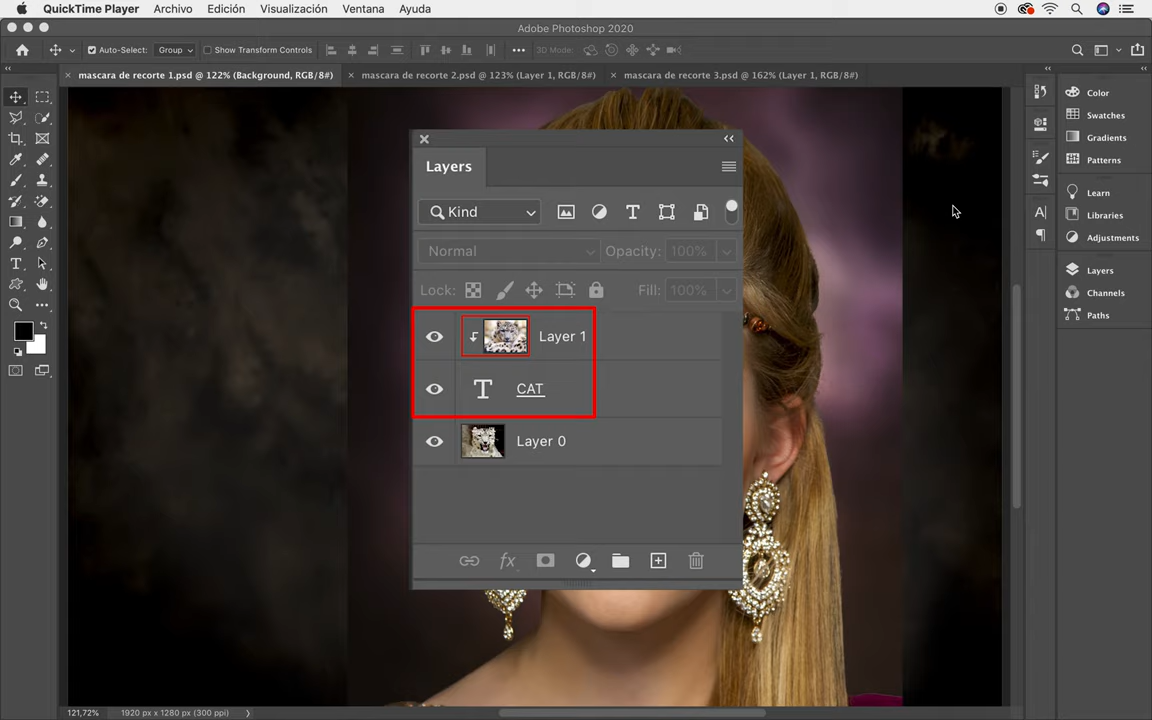 QuickTime Player Archivo Edición Visualización Ventana Ayuda
Adobe Photoshop 2020
Auto-Select: Group Show Transform Controls 3D Mode:
mascara de recorte 1.psd @ 122% (Background, RGB/8#) mascara de recorte 2.psd @ 123% (Layer 1, RGB/8#) mascara de recorte 3.psd @ 162% (Layer 1, RGB/8#)
Color
Swatches
Gradients
Patterns
Learn
Libraries
Adjustments
Layers
Channels
Paths
Layers
Kind
Normal Opacity: 100%
Lock: Fill: 100%
Layer 1
CAT
Layer 0
121,72% 1920 px x 1280 px (300 ppi)